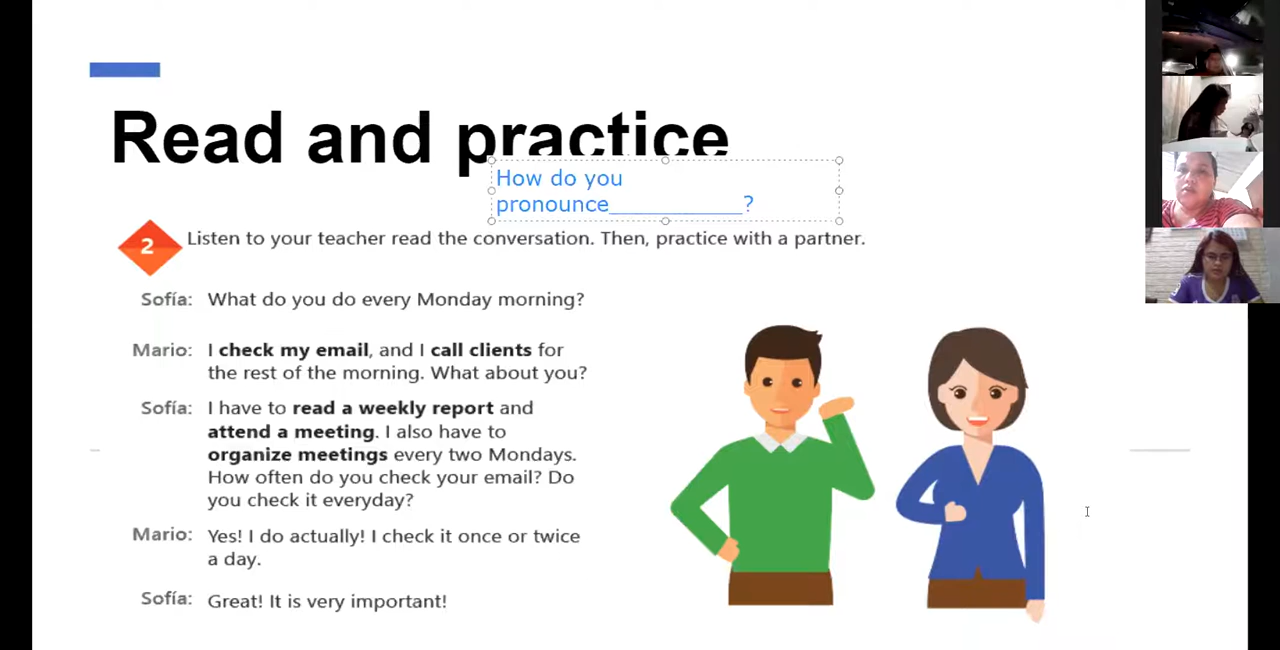 Read and practice
How do you
pronounce____________?
2
Listen to your teacher read the conversation. Then, practice with a partner.
Sofía: What do you do every Monday morning?
Mario: I check my email, and I call clients for
the rest of the morning. What about you?
Sofía: I have to read a weekly report and
attend a meeting. I also have to
organize meetings every two Mondays.
How often do you check your email? Do
you check it everyday?
Mario: Yes! I do actually! I check it once or twice
a day.
Sofía: Great! It is very important!